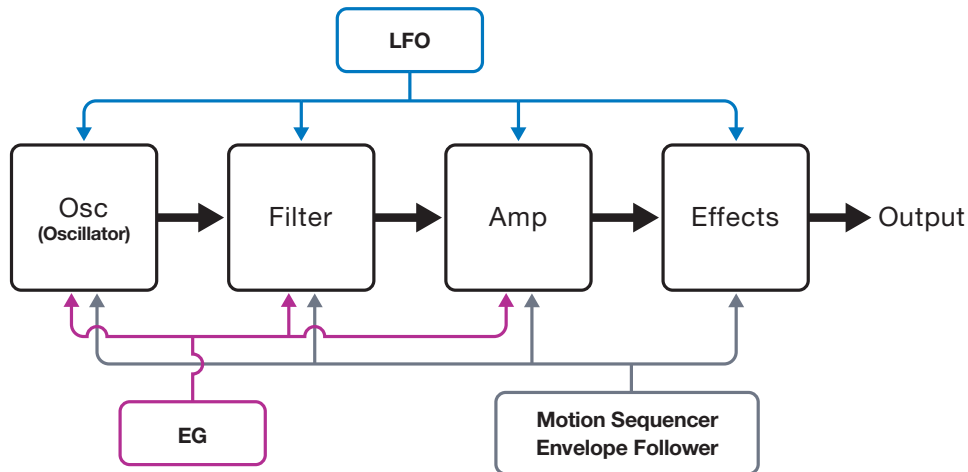 LFO
Osc
(Oscillator)
Filter
Amp
Effects
Output
EG
Motion Sequencer
Envelope Follower